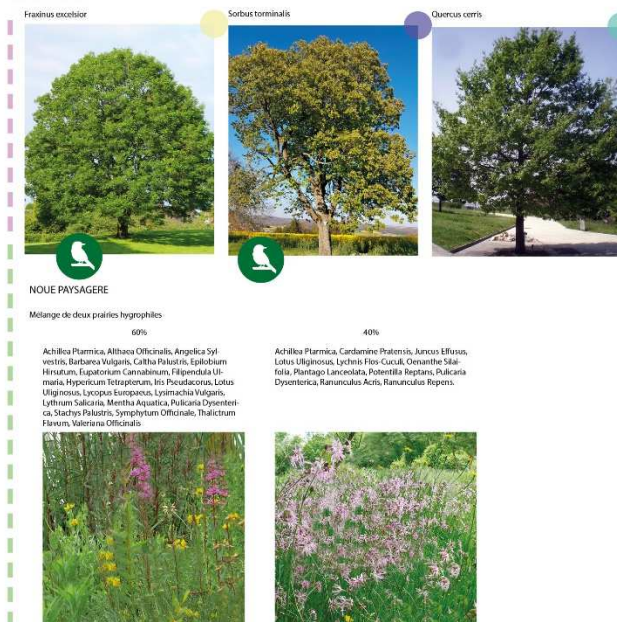 Fraxinus excelsior
Sorbus torminalis
Quercus cerris
NOUE PAYSAGERE
Mélange de deux prairies hygrophiles
60%
Achillea Ptarmica, Althaea Officinalis, Angelica Syl-
vestris, Barbarea Vulgaris, Caltha Palustris, Epilobium
Hirsutum, Eupatorium Cannabinum, Filipendula Ul-
maria, Hypericum Tetrapterum, Iris Pseudacorus, Lotus
Uliginosus, Lycopus Europaeus, Lysimachia Vulgaris,
Lythrum Salicaria, Mentha Aquatica, Pulicaria Dysenteri-
ca, Stachys Palustris, Symphytum Officinale, Thalictrum
Flavum, Valeriana Officinalis
40%
Achillea Ptarmica, Cardamine Pratensis, Juncus Effusus,
Lotus Uliginosus, Lychnis Flos-Cuculi, Oenanthe Silai-
folia, Plantago Lanceolata, Potentilla Reptans, Pulicaria
Dysenterica, Ranunculus Acris, Ranunculus Repens.